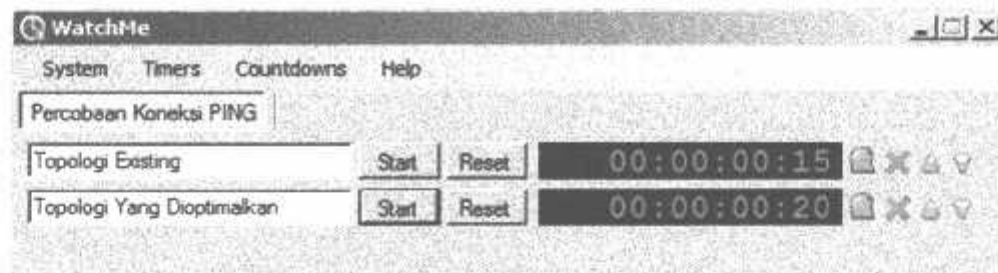 WatchMe
System Timers Countdowns Help
Percobaan Koneksi PING
Topologi Existing Start Reset 00:00:00:15
Topologi Yang Dioptimalkan Start Reset 00:00:00:20